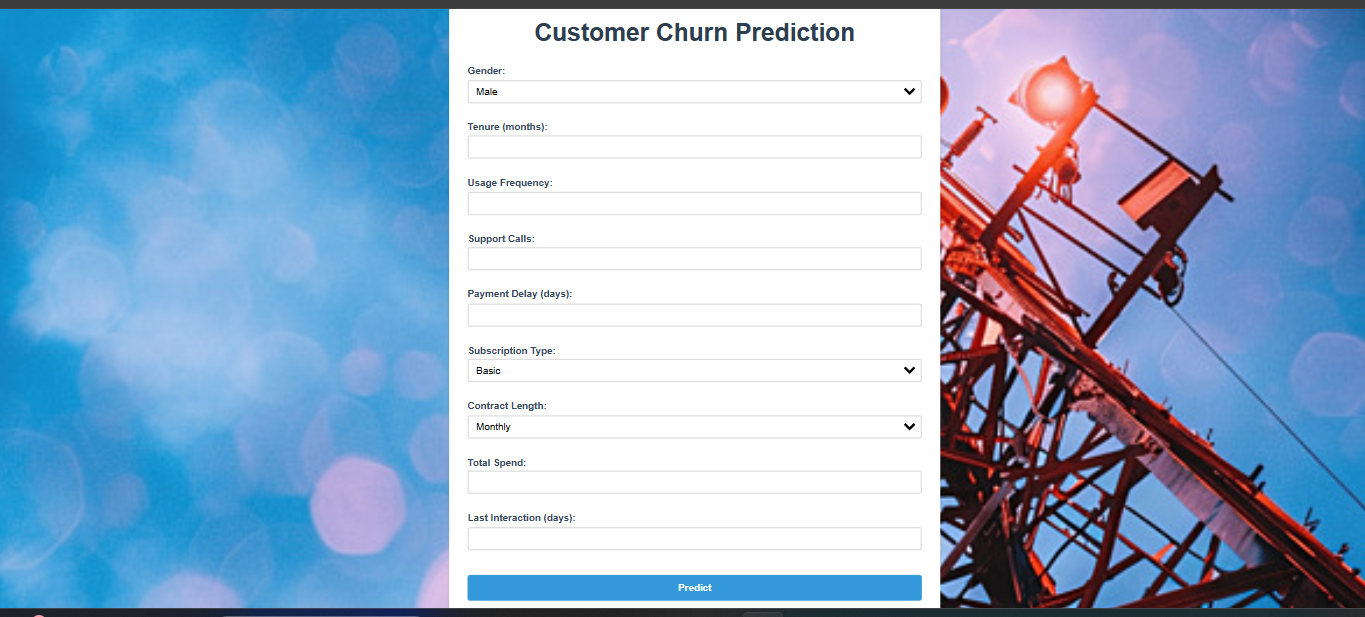 Customer Churn Prediction
Gender:
Male
Tenure (months):
Usage Frequency:
Support Calls:
Payment Delay (days):
Subscription Type:
Basic
Contract Length:
Monthly
Total Spend:
Last Interaction (days):
Predict